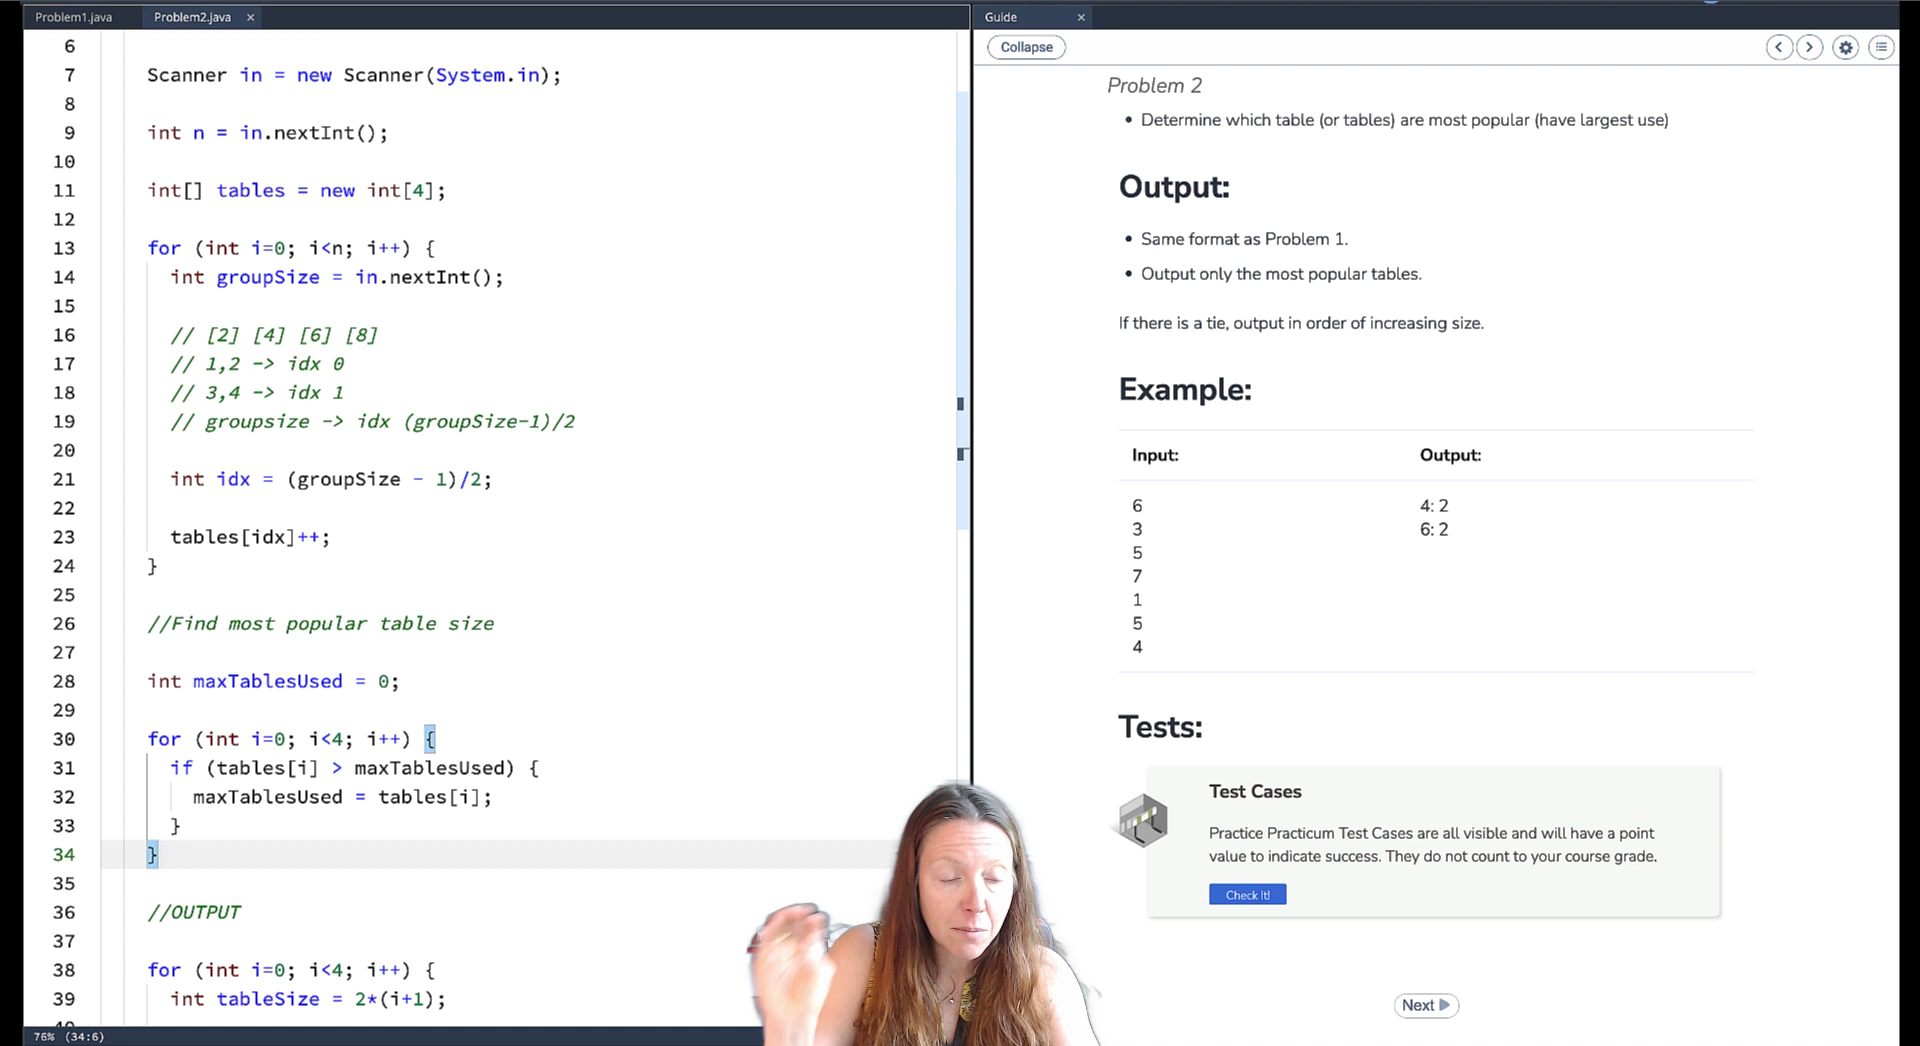 Problem1.java
Problem2.java ×
6
7 Scanner in = new Scanner(System.in);
8
9 int n = in.nextInt();
10
11 int[] tables = new int[4];
12
13 for (int i=0; i<n; i++) {
14 int groupSize = in.nextInt();
15
16 // [2] [4] [6] [8]
17 // 1,2 -> idx 0
18 // 3,4 -> idx 1
19 // groupsize -> idx (groupSize-1)/2
20
21 int idx = (groupSize - 1)/2;
22
23 tables[idx]++;
24 }
25
26 //Find most popular table size
27
28 int maxTablesUsed = 0;
29
30 for (int i=0; i<4; i++) {
31 if (tables[i] > maxTablesUsed) {
32 maxTablesUsed = tables[i];
33 }
34 }
35
36 //OUTPUT
37
38 for (int i=0; i<4; i++) {
39 int tableSize = 2*(i+1);
76% (34:6)
Guide ×
Collapse
Problem 2
• Determine which table (or tables) are most popular (have largest use)
Output:
• Same format as Problem 1.
• Output only the most popular tables.
If there is a tie, output in order of increasing size.
Example:
Input: Output:
6 4: 2
3 6: 2
5
7
1
5
4
Tests:
Test Cases
Practice Practicum Test Cases are all visible and will have a point
value to indicate success. They do not count to your course grade.
Check It!
Next